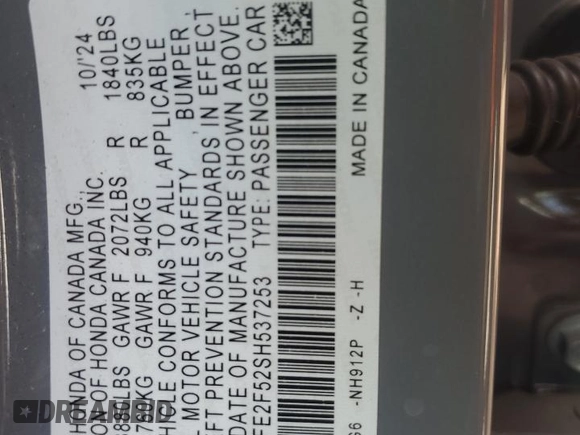 HONDA OF CANADA MFG., 10/'24
ON OF HONDA CANADA INC.
LBS GAWR F 2072LBS R 1840LBS
KG GAWR F 940KG R 835KG
HICLE CONFORMS TO ALL APPLICABLE
L MOTOR VEHICLE SAFETY, BUMPER,
FT PREVENTION STANDARDS IN EFFECT
DATE OF MANUFACTURE SHOWN ABOVE.
FE2F52SH537253 TYPE: PASSENGER CAR
-NH912P -Z -H MADE IN CANADA
BIDHISTORY